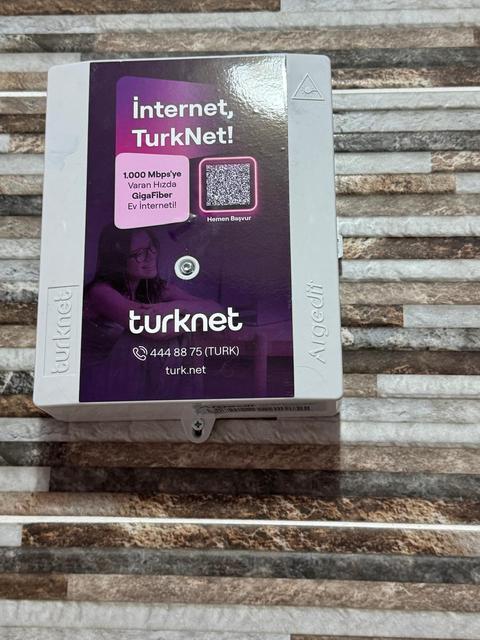 İnternet,
TurkNet!
1.000 Mbps'ye
Varan Hızda
GigaFiber
Ev İnterneti!
Hemen Başvur
turknet
444 88 75 (TURK)
turk.net
turknet